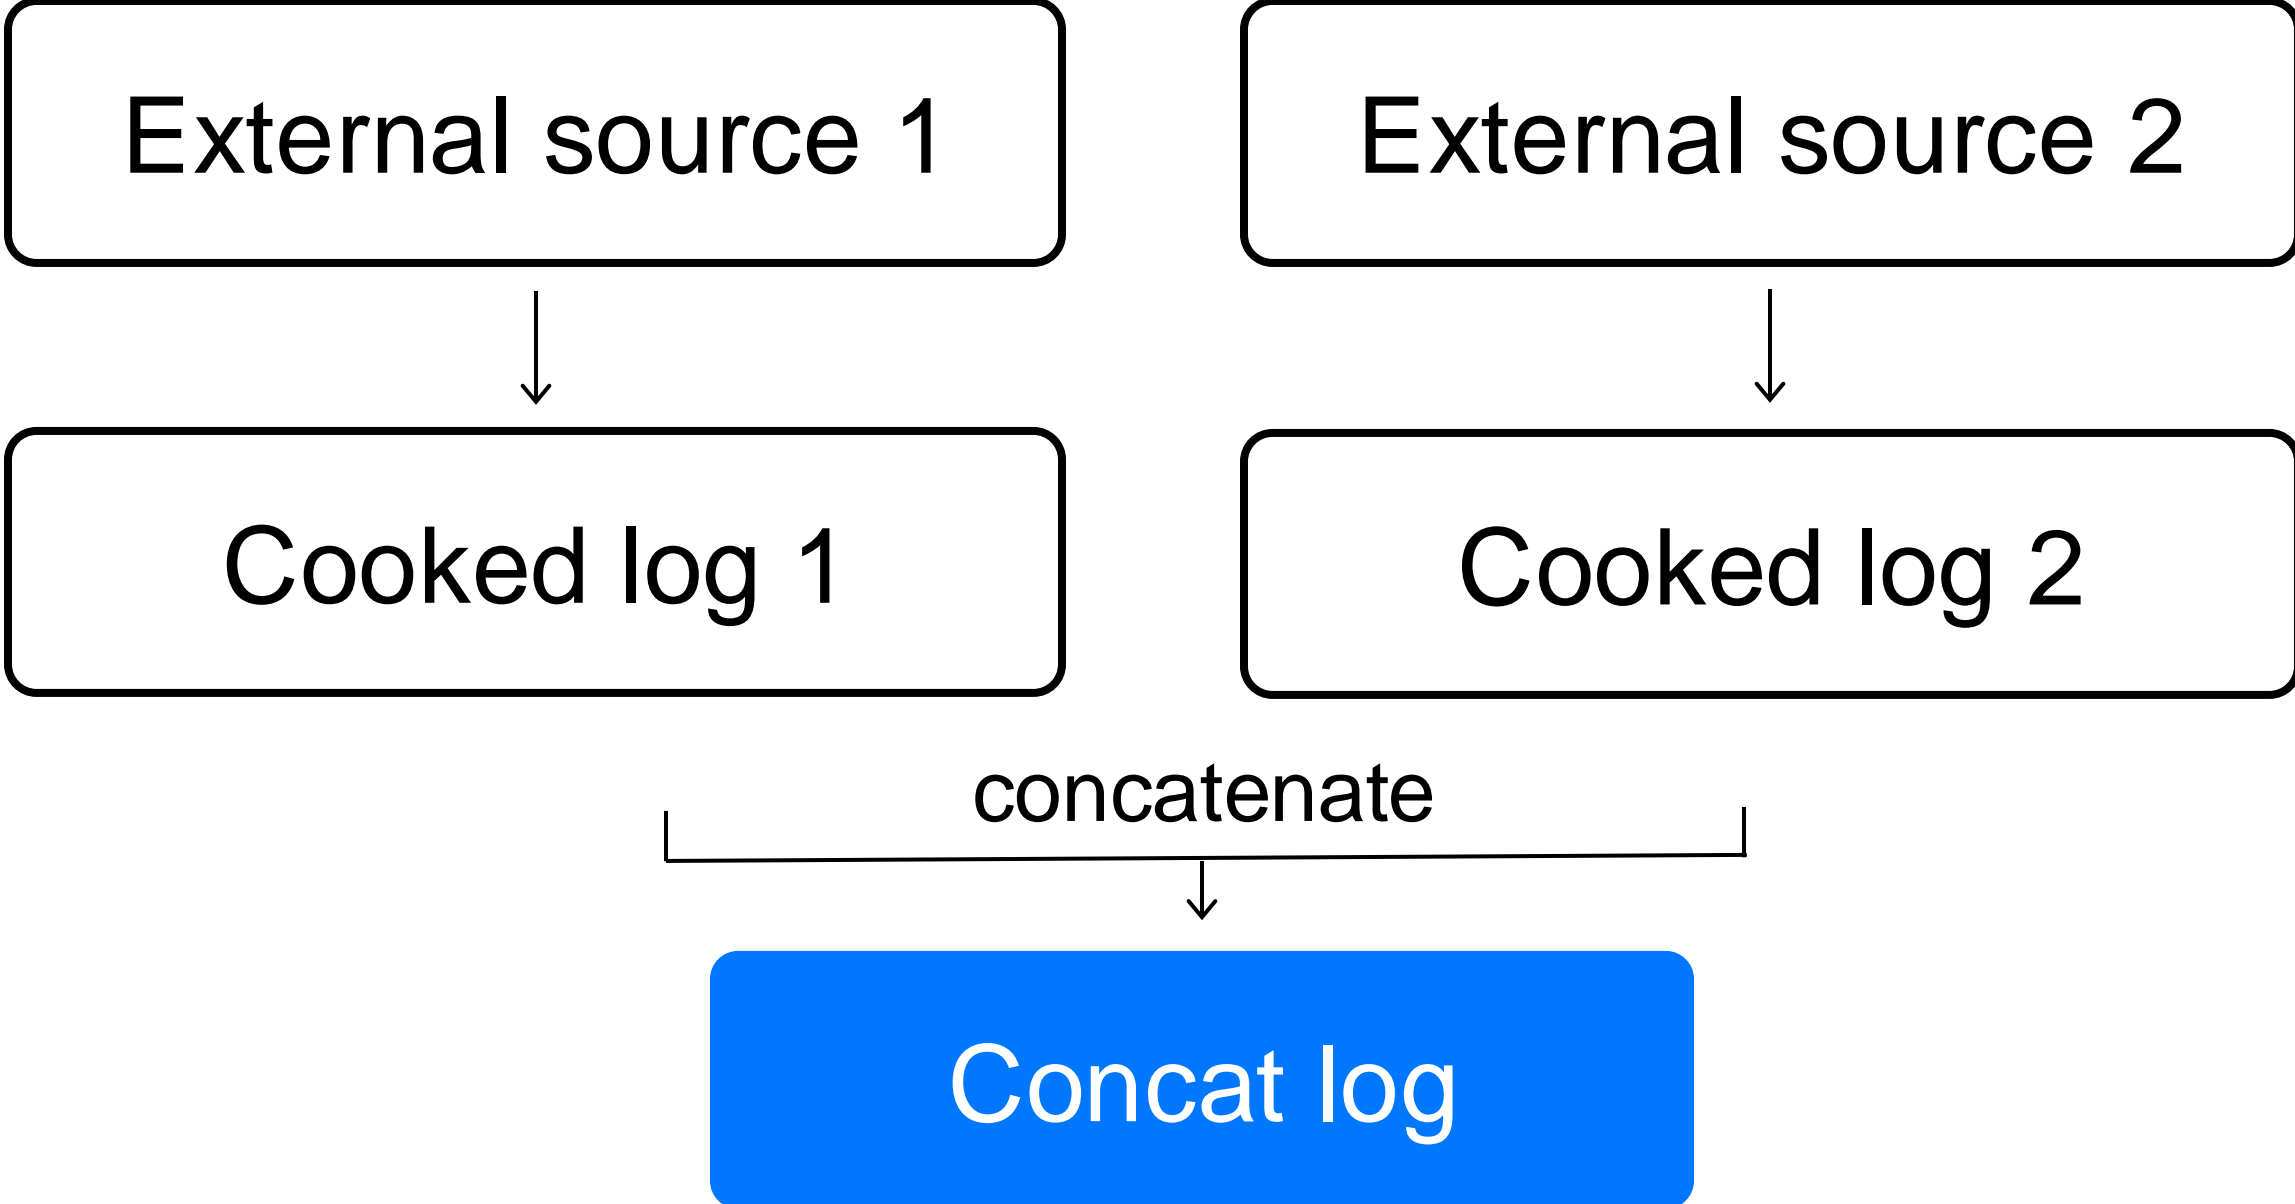 External source 1
External source 2
Cooked log 1
Cooked log 2
concatenate
Concat log